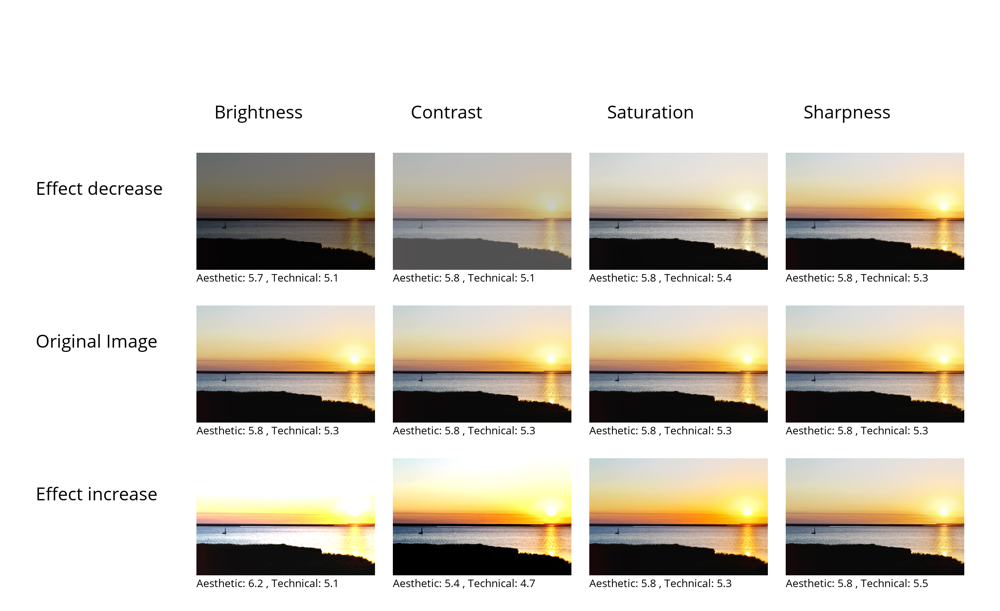 Brightness
Contrast
Saturation
Sharpness
Effect decrease
Aesthetic: 5.7 , Technical: 5.1
Aesthetic: 5.8 , Technical: 5.1
Aesthetic: 5.8 , Technical: 5.4
Aesthetic: 5.8 , Technical: 5.3
Original Image
Aesthetic: 5.8 , Technical: 5.3
Aesthetic: 5.8 , Technical: 5.3
Aesthetic: 5.8 , Technical: 5.3
Aesthetic: 5.8 , Technical: 5.3
Effect increase
Aesthetic: 6.2 , Technical: 5.1
Aesthetic: 5.4 , Technical: 4.7
Aesthetic: 5.8 , Technical: 5.3
Aesthetic: 5.8 , Technical: 5.5